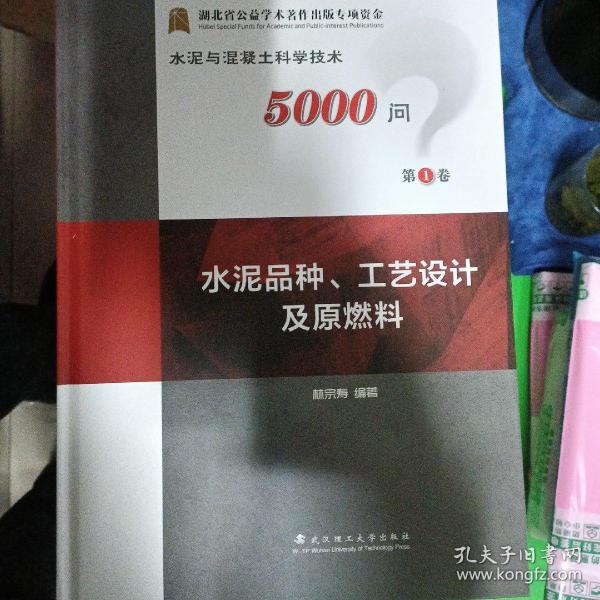 湖北省公益学术著作出版专项资金
Hubei Special Funds for Academic and Public-interest Publications
水泥与混凝土科学技术
5000 问
?
第1卷
水泥品种、工艺设计
及原燃料
林宗寿 编著
武汉理工大学出版社
WUTP Wuhan University of Technology Press
孔夫子旧书网
www.kongfz.com